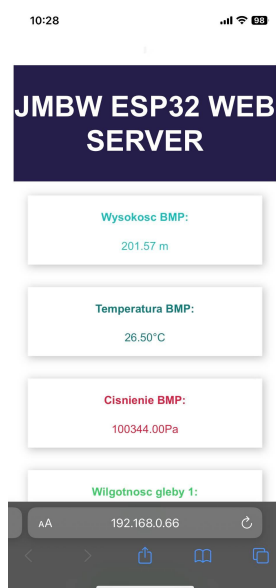 10:28
98
JMBW ESP32 WEB
SERVER
Wysokosc BMP:
201.57 m
Temperatura BMP:
26.50°C
Cisnienie BMP:
100344.00Pa
Wilgotnosc gleby 1:
AA
192.168.0.66